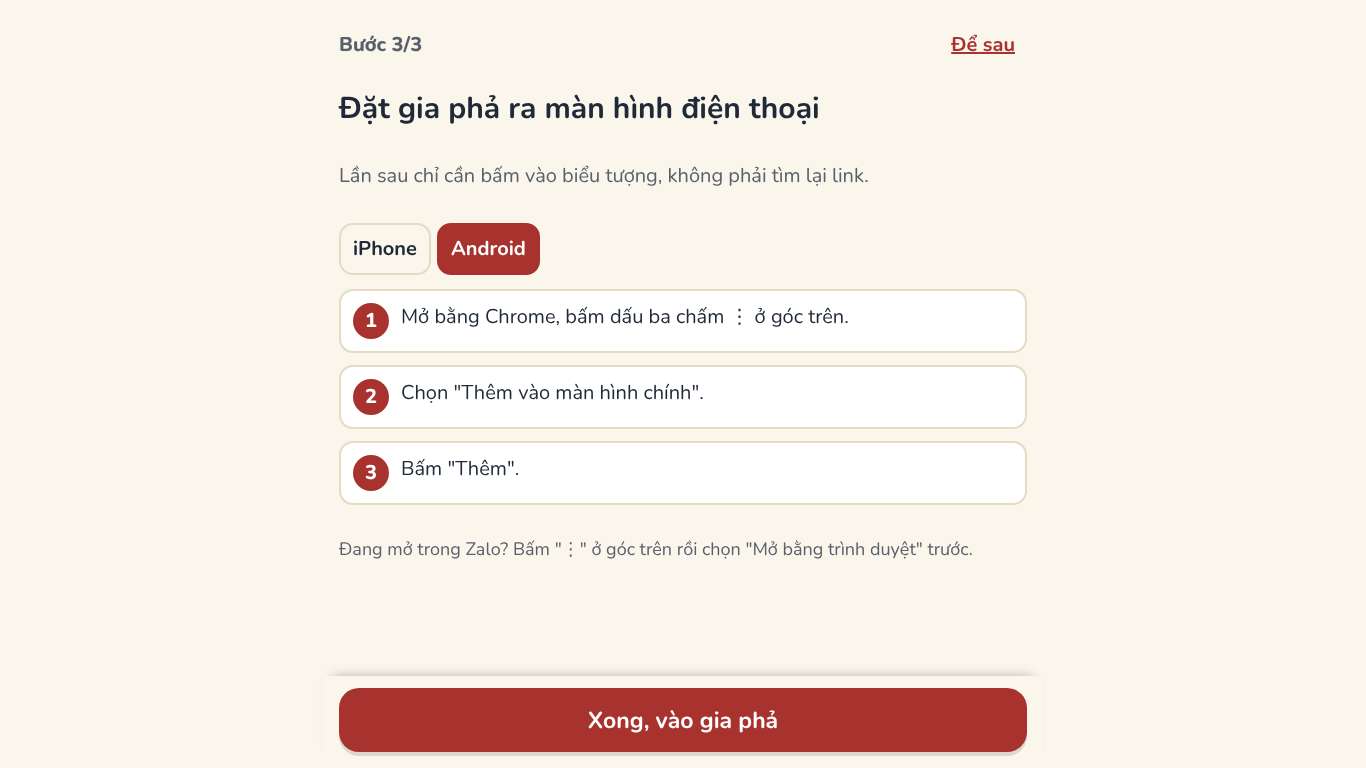 Bước 3/3
Để sau
Đặt gia phả ra màn hình điện thoại
Lần sau chỉ cần bấm vào biểu tượng, không phải tìm lại link.
iPhone
Android
1 Mở bằng Chrome, bấm dấu ba chấm ⋮ ở góc trên.
2 Chọn "Thêm vào màn hình chính".
3 Bấm "Thêm".
Đang mở trong Zalo? Bấm "⋮" ở góc trên rồi chọn "Mở bằng trình duyệt" trước.
Xong, vào gia phả